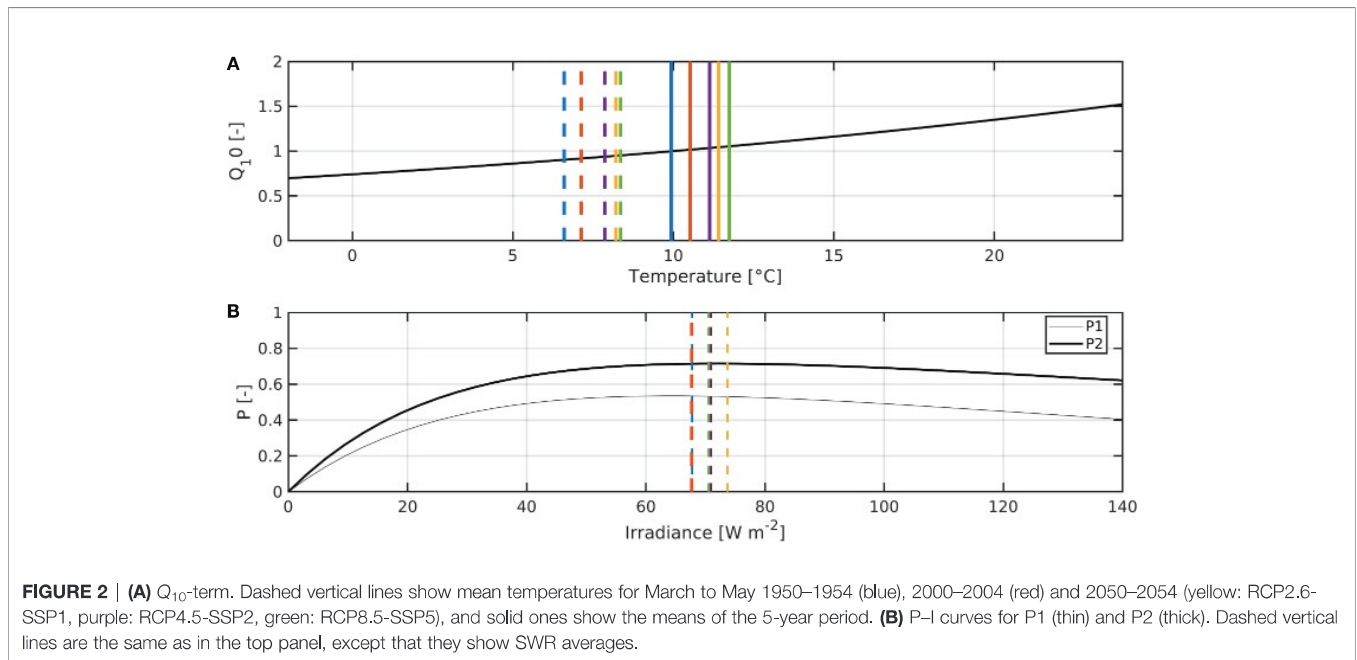 A
2
1.5
1
0.5
0
Q_10 [-]
0 5 10 15 20
Temperature [°C]
B
1
0.8
0.6
0.4
0.2
0
P [-]
P1
P2
0 20 40 60 80 100 120 140
Irradiance [W m-2]
FIGURE 2 | (A) Q10-term. Dashed vertical lines show mean temperatures for March to May 1950–1954 (blue), 2000–2004 (red) and 2050–2054 (yellow: RCP2.6-
SSP1, purple: RCP4.5-SSP2, green: RCP8.5-SSP5), and solid ones show the means of the 5-year period. (B) P–I curves for P1 (thin) and P2 (thick). Dashed vertical
lines are the same as in the top panel, except that they show SWR averages.